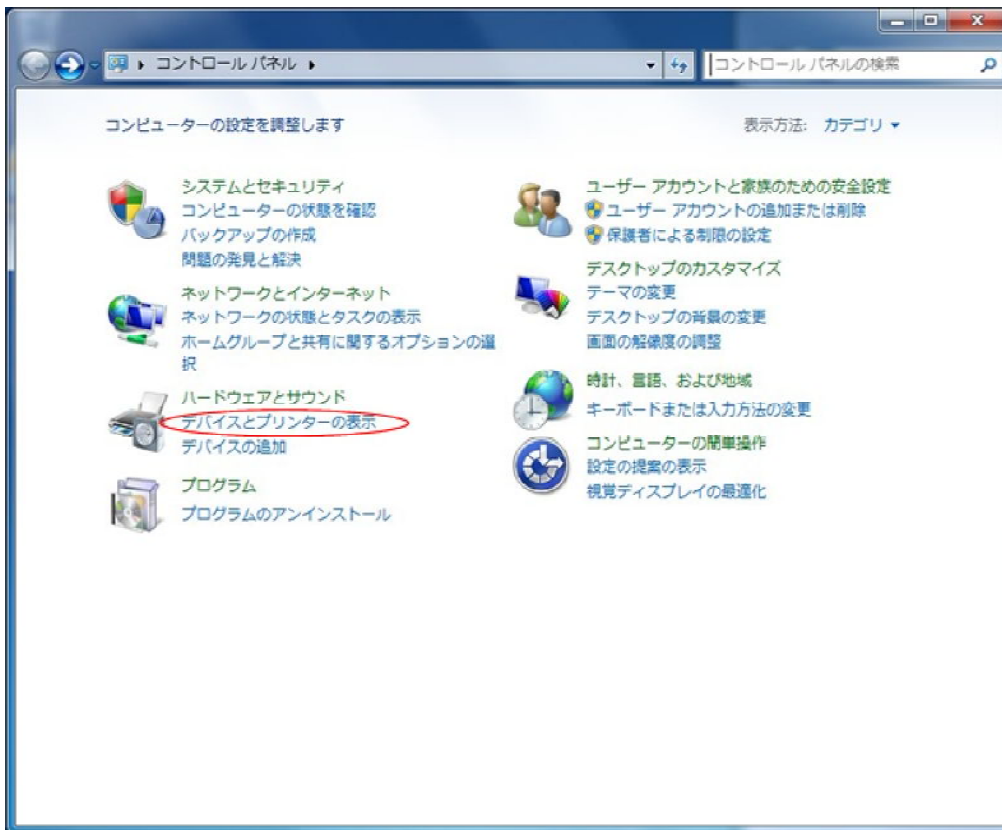 コントロール パネル
コントロール パネルの検索
コンピューターの設定を調整します
表示方法: カテゴリ
システムとセキュリティ
コンピューターの状態を確認
バックアップの作成
問題の発見と解決
ネットワークとインターネット
ネットワークの状態とタスクの表示
ホームグループと共有に関するオプションの選
択
ハードウェアとサウンド
デバイスとプリンターの表示
デバイスの追加
プログラム
プログラムのアンインストール
ユーザー アカウントと家族のための安全設定
ユーザー アカウントの追加または削除
保護者による制限の設定
デスクトップのカスタマイズ
テーマの変更
デスクトップの背景の変更
画面の解像度の調整
時計、言語、および地域
キーボードまたは入力方法の変更
コンピューターの簡単操作
設定の提案の表示
視覚ディスプレイの最適化